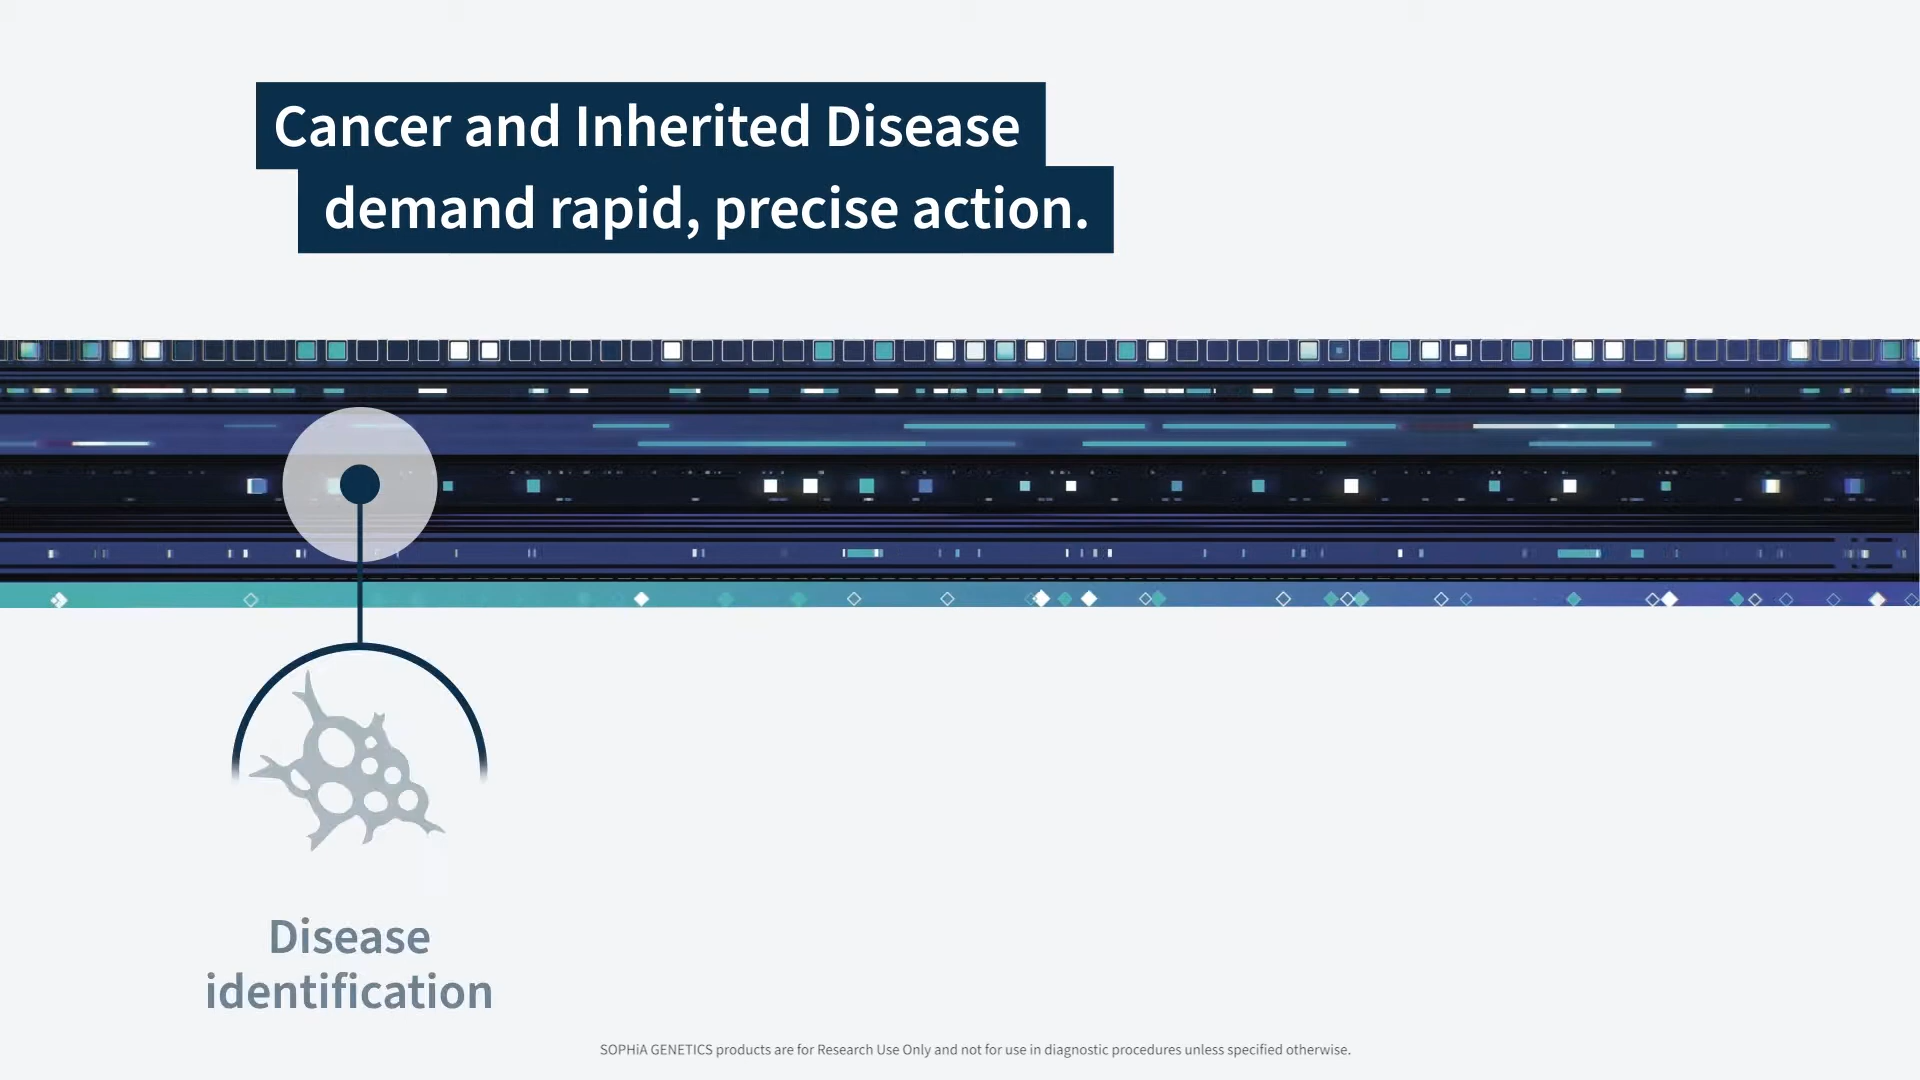 Cancer and Inherited Disease
demand rapid, precise action.
Disease
identification
SOPHiA GENETICS products are for Research Use Only and not for use in diagnostic procedures unless specified otherwise.